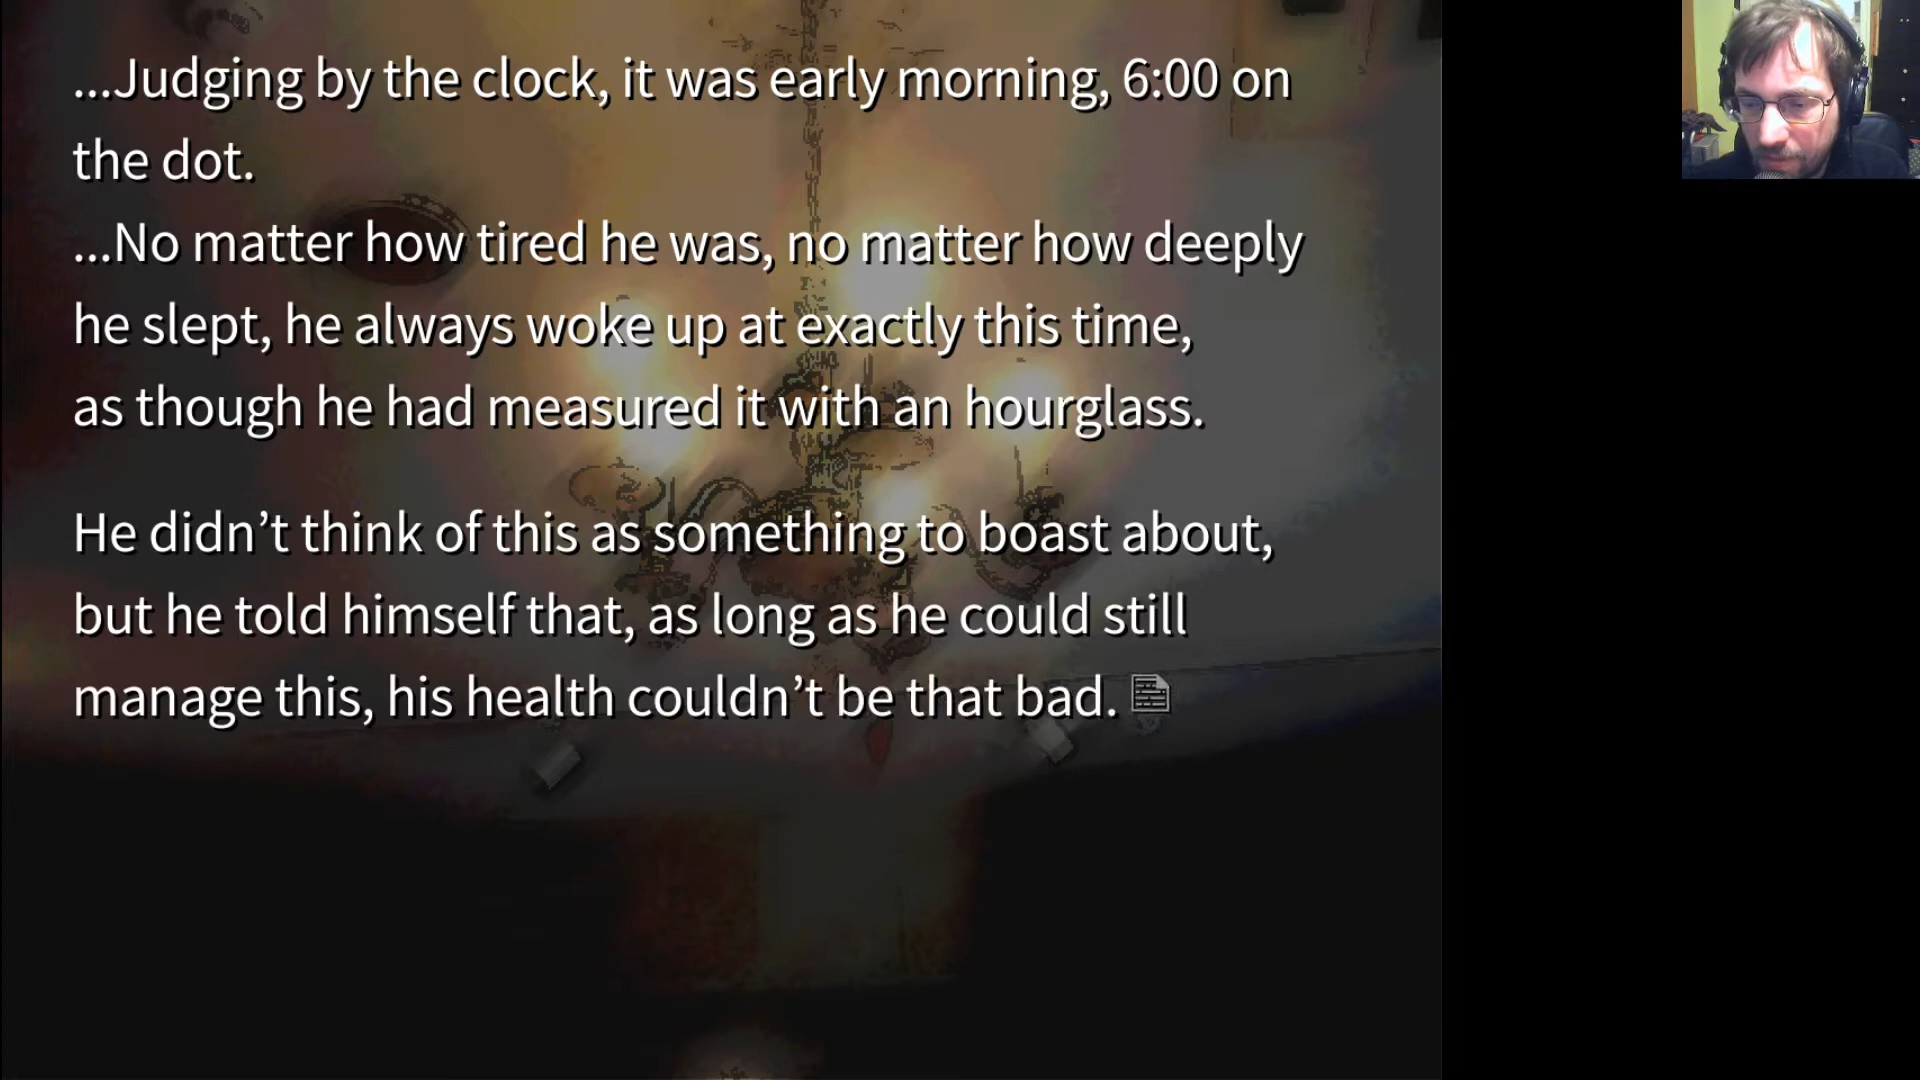 ...Judging by the clock, it was early morning, 6:00 on
the dot.
...No matter how tired he was, no matter how deeply
he slept, he always woke up at exactly this time,
as though he had measured it with an hourglass.
He didn’t think of this as something to boast about,
but he told himself that, as long as he could still
manage this, his health couldn’t be that bad.